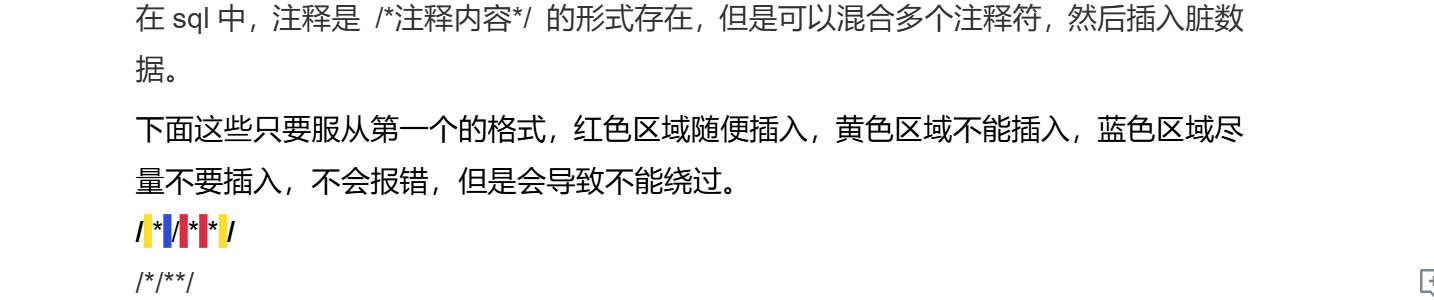 在 sql 中，注释是 /*注释内容*/ 的形式存在，但是可以混合多个注释符，然后插入脏数
据。
下面这些只要服从第一个的格式，红色区域随便插入，黄色区域不能插入，蓝色区域尽
量不要插入，不会报错，但是会导致不能绕过。
/ * / * * /
/*/**/